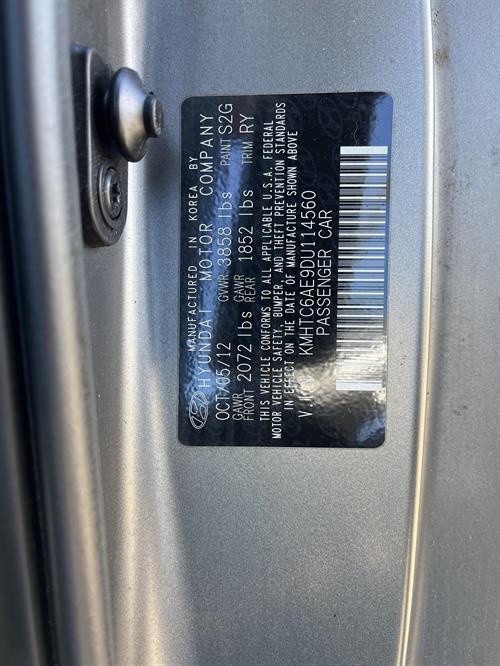 MANUFACTURED IN KOREA BY
HYUNDAI MOTOR COMPANY
OCT/05/12 GVWR 3858 lbs PAINT S2G
GAWR FRONT 2072 lbs GAWR REAR 1852 lbs TRIM RY
THIS VEHICLE CONFORMS TO ALL APPLICABLE U.S.A. FEDERAL
MOTOR VEHICLE SAFETY, BUMPER, AND THEFT PREVENTION STANDARDS
IN EFFECT ON THE DATE OF MANUFACTURE SHOWN ABOVE
V.I.N: KMHTC6AE9DU114560
PASSENGER CAR